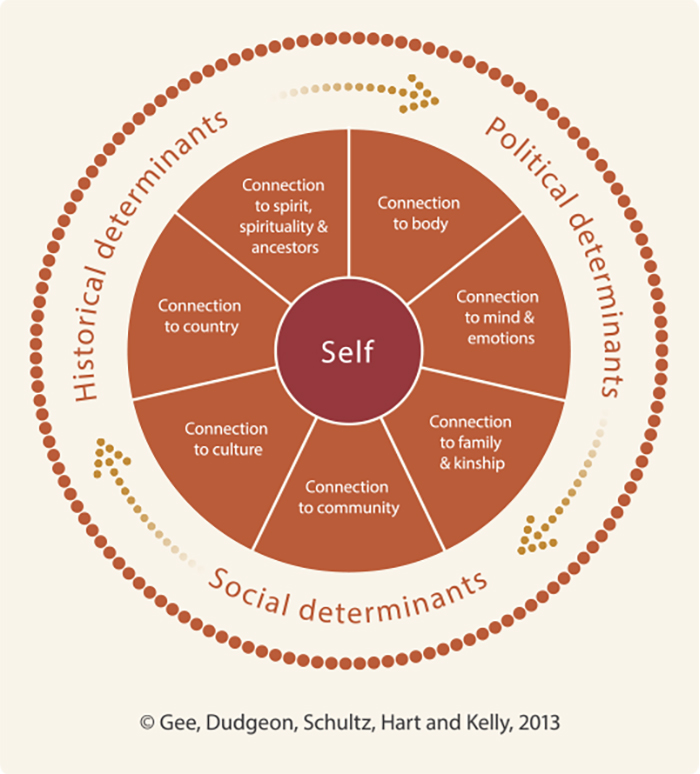 Historical determinants
Political determinants
Connection
to spirit,
spirituality &
ancestors
Connection
to body
Connection
to country
Connection
to mind &
emotions
Self
Connection
to culture
Connection
to family
& kinship
Connection
to community
Social determinants
© Gee, Dudgeon, Schultz, Hart and Kelly, 2013